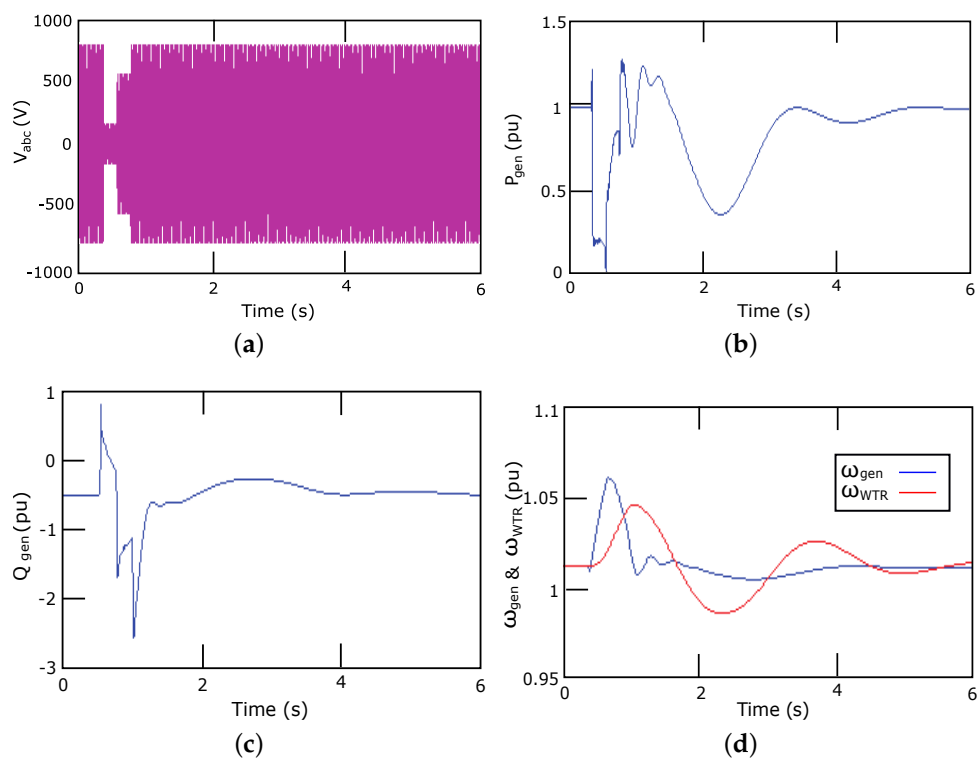 1000
500
0
-500
-1000
V_abc (V)
0 2 4 6
Time (s)
(a)
1.5
1
0.5
0
P_gen (pu)
0 2 4 6
Time (s)
(b)
1
0
-1
-2
-3
Q gen (pu)
0 2 4 6
Time (s)
(c)
1.1
1.05
1
0.95
ω_gen & ω_WTR (pu)
ω_gen
ω_WTR
0 2 4 6
Time (s)
(d)